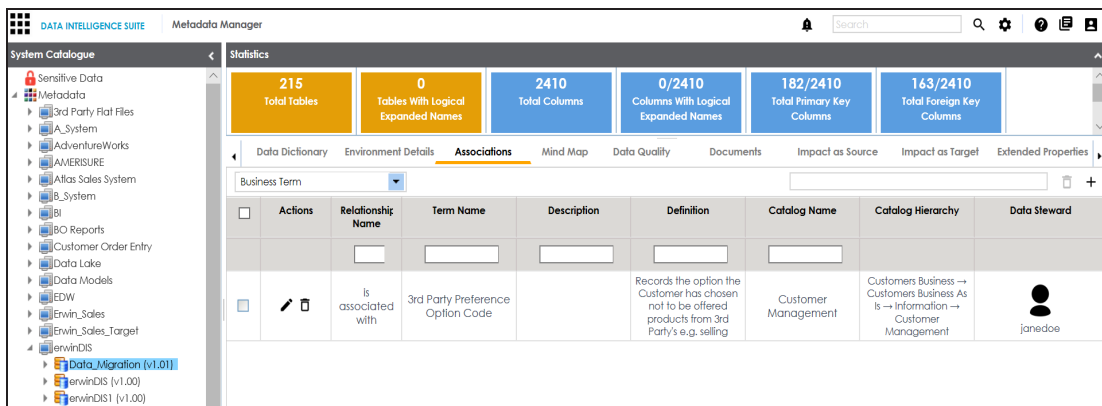 DATA INTELLIGENCE SUITE Metadata Manager Search
System Catalogue
Sensitive Data
Metadata
3rd Party Flat Files
A_System
AdventureWorks
AMERISURE
Atlas Sales System
B_System
BI
BO Reports
Customer Order Entry
Data Lake
Data Models
EDW
Erwin_Sales
Erwin_Sales_Target
erwinDIS
Data_Migration (v1.01)
erwinDIS (v1.00)
erwinDIS1 (v1.00)
Statistics
215
Total Tables
0
Tables With Logical
Expanded Names
2410
Total Columns
0/2410
Columns With Logical
Expanded Names
182/2410
Total Primary Key
Columns
163/2410
Total Foreign Key
Columns
Data Dictionary Environment Details Associations Mind Map Data Quality Documents Impact as Source Impact as Target Extended Properties
Business Term
Actions
Relationship
Name
Term Name
Description
Definition
Catalog Name
Catalog Hierarchy
Data Steward
is
associated
with
3rd Party Preference
Option Code
Records the option the
Customer has chosen
not to be offered
products from 3rd
Party's e.g. selling
Customer
Management
Customers Business →
Customers Business As
Is → Information →
Customer
Management
janedoe